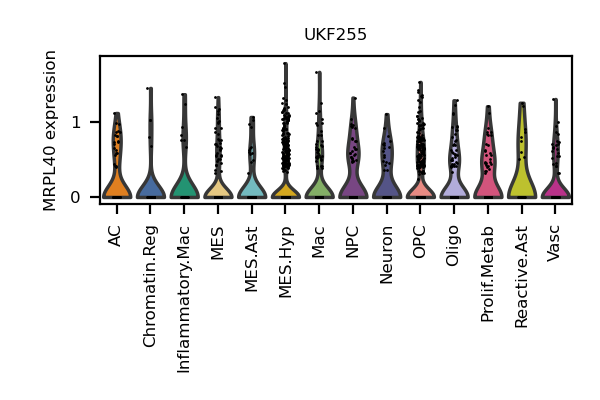 UKF255
MRPL40 expression
1
0
AC
Chromatin.Reg
Inflammatory.Mac
MES
MES.Ast
MES.Hyp
Mac
NPC
Neuron
OPC
Oligo
Prolif.Metab
Reactive.Ast
Vasc